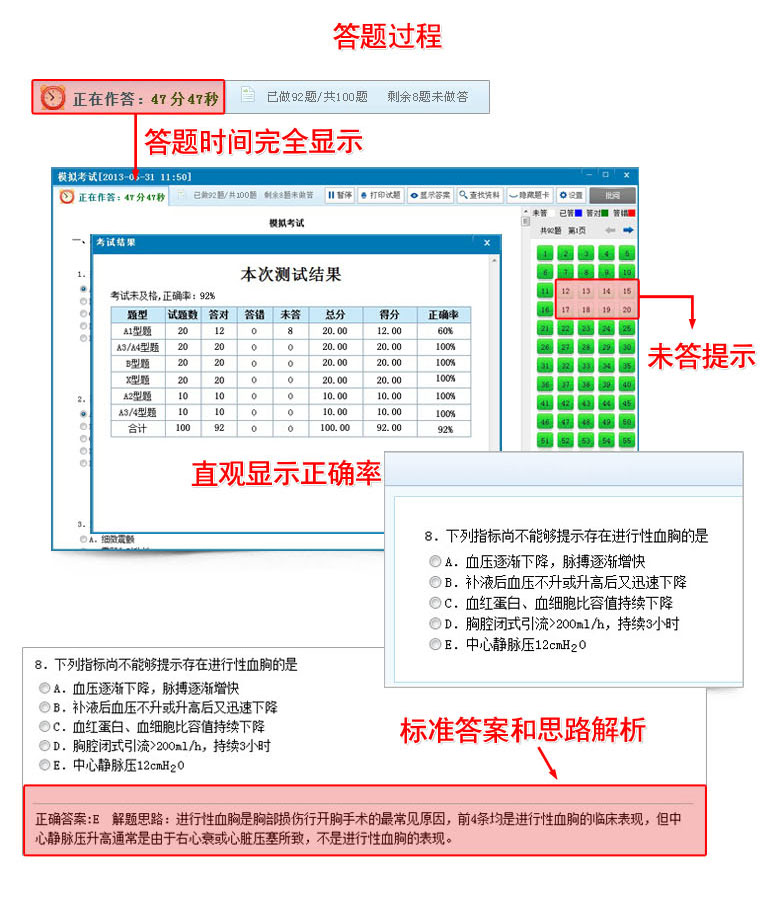 答题过程
正在作答：47分47秒 已做92题/共100题 剩余8题未做答
答题时间完全显示
模拟考试[2013-05-31 11:50]
正在作答：47分47秒 已做92题/共100题 剩余8题未做答 暂停 打印试题 显示答案 查找资料 隐藏题卡 设置
未答 已答 答对 答错
模拟考试
共92题 第1页
一、
考试结果 X
本次测试结果
考试未及格,正确率：92%
题型 试题数 答对 答错 未答 总分 得分 正确率
A1型题 20 12 0 8 20.00 12.00 60%
A3/A4型题 20 20 0 0 20.00 20.00 100%
B型题 20 20 0 0 20.00 20.00 100%
X型题 20 20 0 0 20.00 20.00 100%
A2型题 10 10 0 0 10.00 10.00 100%
A3/4型题 10 10 0 0 10.00 10.00 100%
合计 100 92 0 0 100.00 92.00 92%
1.
2.
3.
A. 细微震颤
1 2 3 4 5
6 7 8 9 10
11 12 13 14 15
16 17 18 19 20
21 22 23 24 25
26 27 28 29 30
31 32 33 34 35
36 37 38 39 40
41 42 43 44 45
46 47 48 49 50
51 52 53 54 55
未答提示
直观显示正确率
8. 下列指标尚不能够提示存在进行性血胸的是
A. 血压逐渐下降，脉搏逐渐增快
B. 补液后血压不升或升高后又迅速下降
C. 血红蛋白、血细胞比容值持续下降
D. 胸腔闭式引流>200ml/h，持续3小时
E. 中心静脉压12cmH2O
8. 下列指标尚不能够提示存在进行性血胸的是
A. 血压逐渐下降，脉搏逐渐增快
B. 补液后血压不升或升高后又迅速下降
C. 血红蛋白、血细胞比容值持续下降
D. 胸腔闭式引流>200ml/h，持续3小时
E. 中心静脉压12cmH2O
标准答案和思路解析
正确答案:E 解题思路：进行性血胸是胸部损伤行开胸手术的最常见原因，前4条均是进行性血胸的临床表现，但中
心静脉压升高通常是由于右心衰或心脏压塞所致，不是进行性血胸的表现。